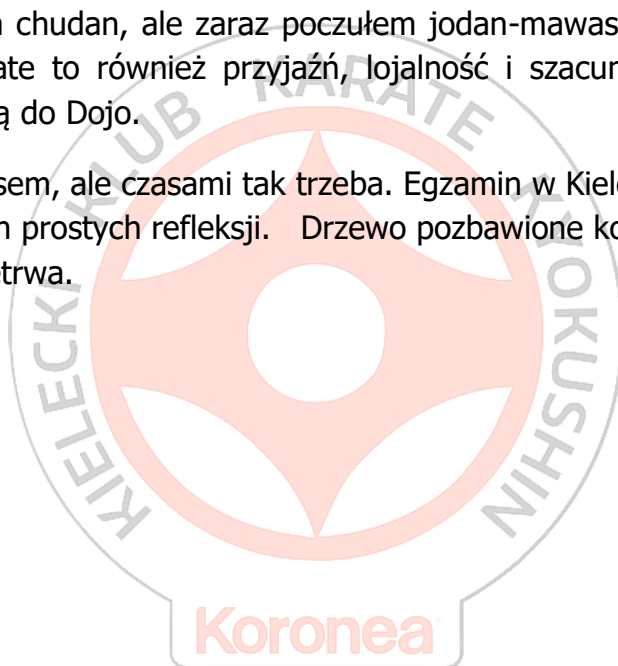 chudan, ale zaraz poczułem jodan-mawas
ate to również przyjaźń, lojalność i szacun
ą do Dojo.
sem, ale czasami tak trzeba. Egzamin w Kiel
prostych refleksji. Drzewo pozbawione ko
etrwa.
KIELECKI KLUB KARATE KYOKUSHIN
Koronea